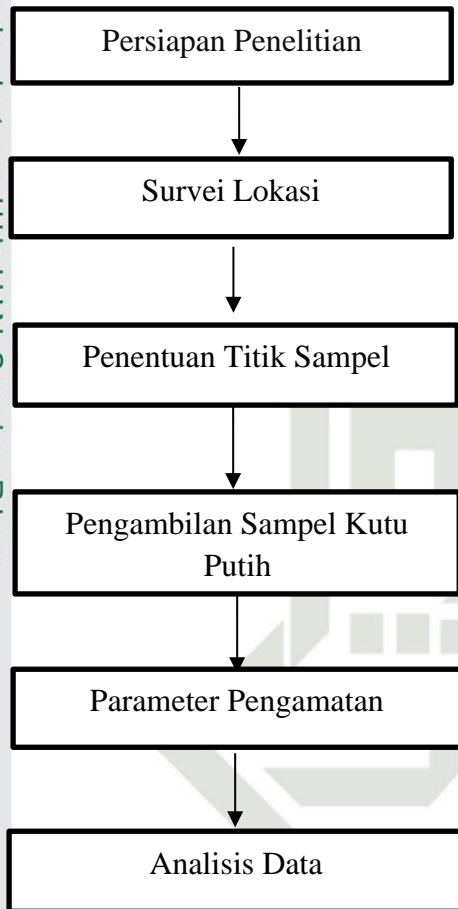 Persiapan Penelitian
Survei Lokasi
Penentuan Titik Sampel
Pengambilan Sampel Kutu
Putih
Parameter Pengamatan
Analisis Data